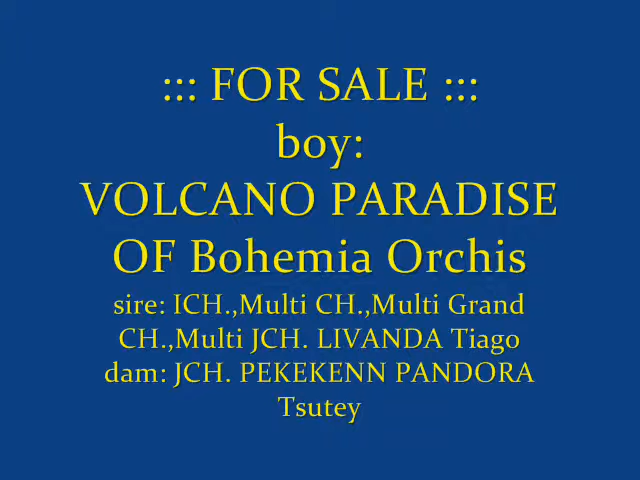 ::: FOR SALE :::
boy:
VOLCANO PARADISE
OF Bohemia Orchis
sire: ICH.,Multi CH.,Multi Grand
CH.,Multi JCH. LIVANDA Tiago
dam: JCH. PEKEKENN PANDORA
Tsutey